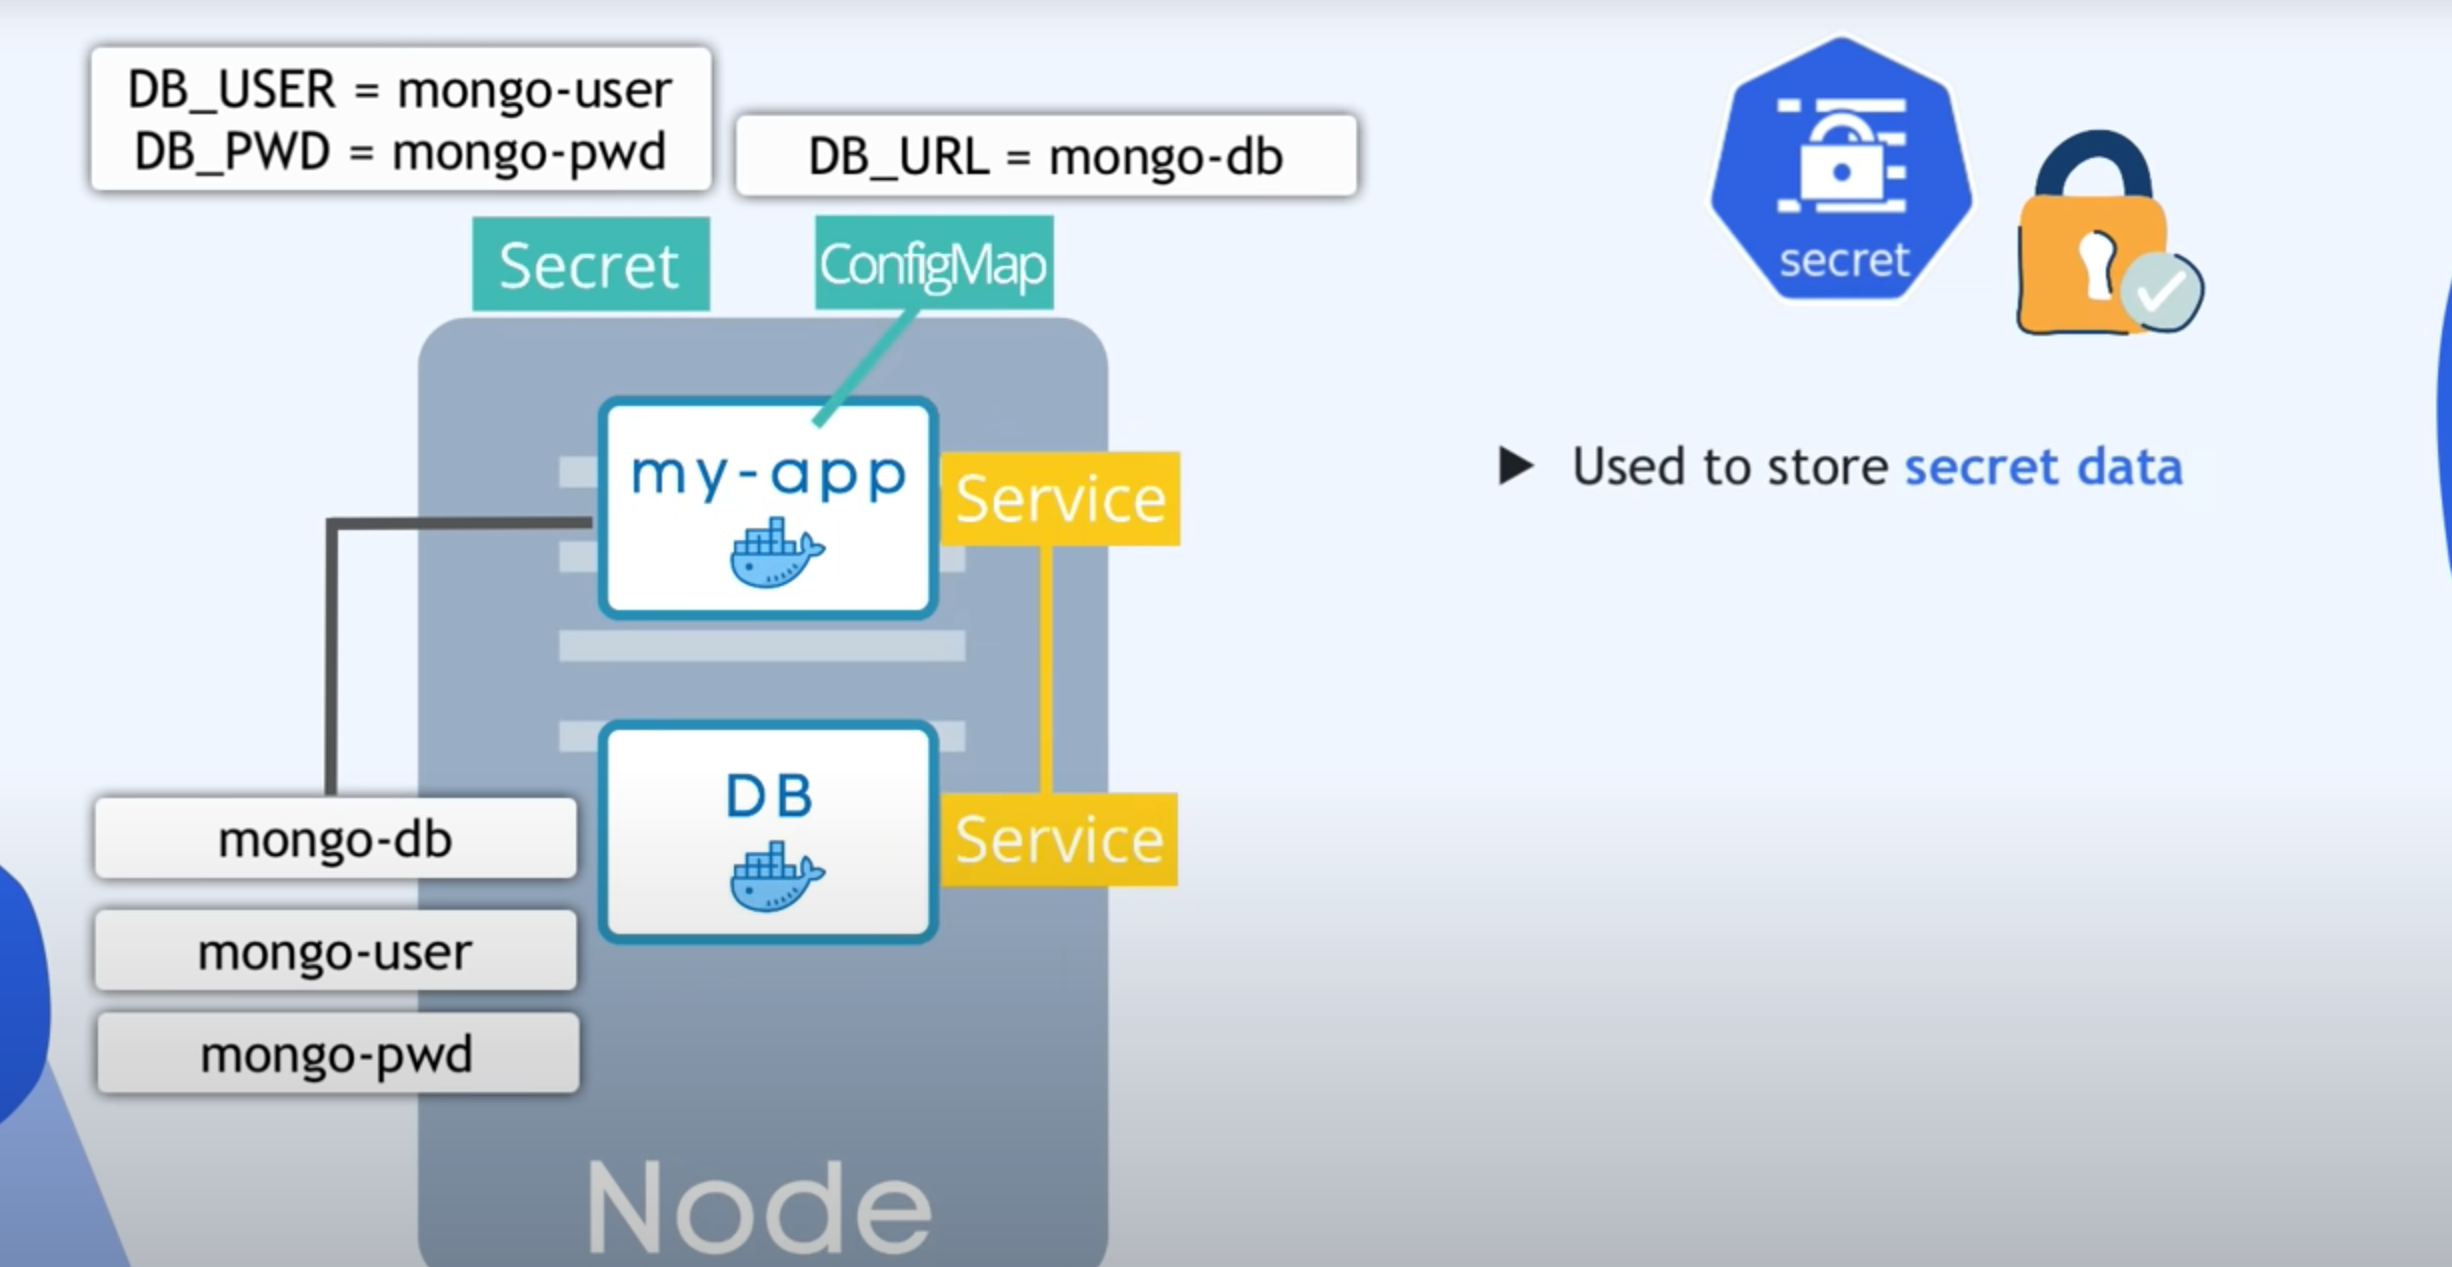 DB_USER = mongo-user
DB_PWD = mongo-pwd
DB_URL = mongo-db
Secret
ConfigMap
secret
my-app
Service
Used to store secret data
DB
Service
mongo-db
mongo-user
mongo-pwd
Node